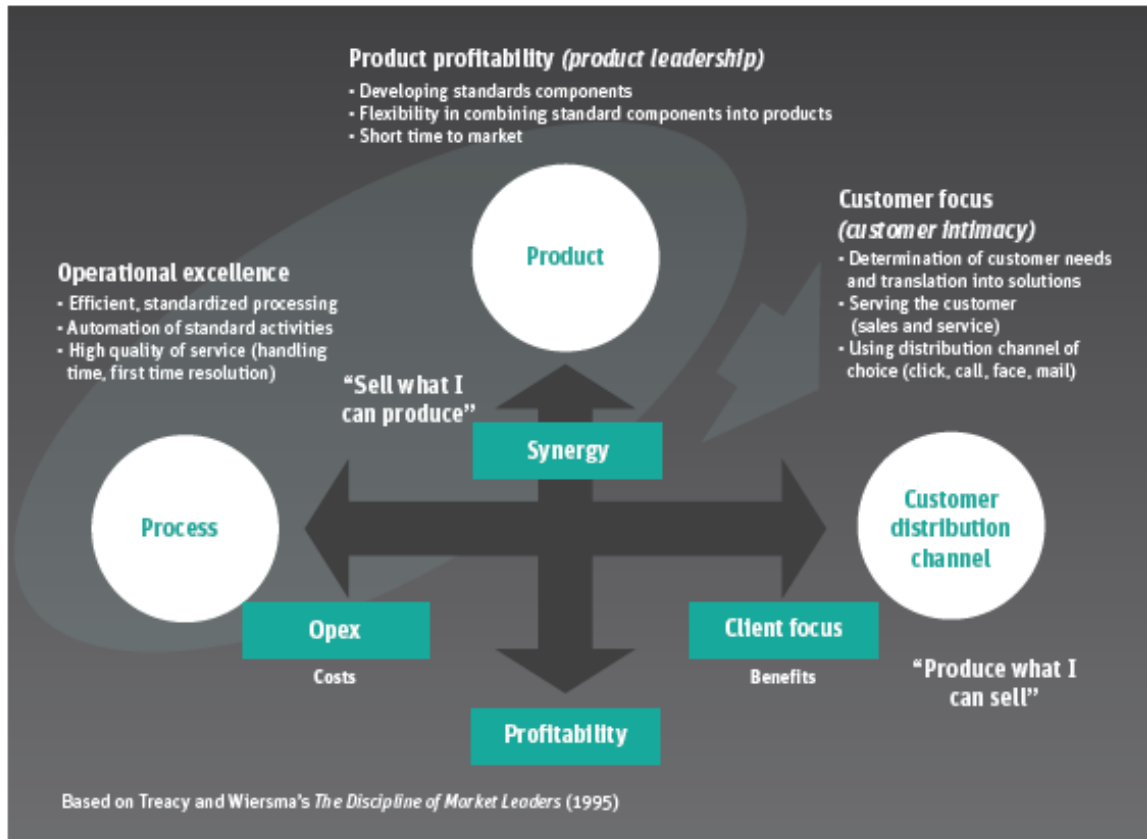 Product profitability (product leadership)
- Developing standards components
- Flexibility in combining standard components into products
- Short time to market
Customer focus
(customer intimacy)
- Determination of customer needs
and translation into solutions
- Serving the customer
(sales and service)
- Using distribution channel of
choice (click, call, face, mail)
Product
Operational excellence
- Efficient, standardized processing
- Automation of standard activities
- High quality of service (handling
time, first time resolution)
“Sell what I
can produce”
Synergy
Process
Customer
distribution
channel
Opex
Costs
Client focus
Benefits
“Produce what I
can sell”
Profitability
Based on Treacy and Wiersma's The Discipline of Market Leaders (1995)